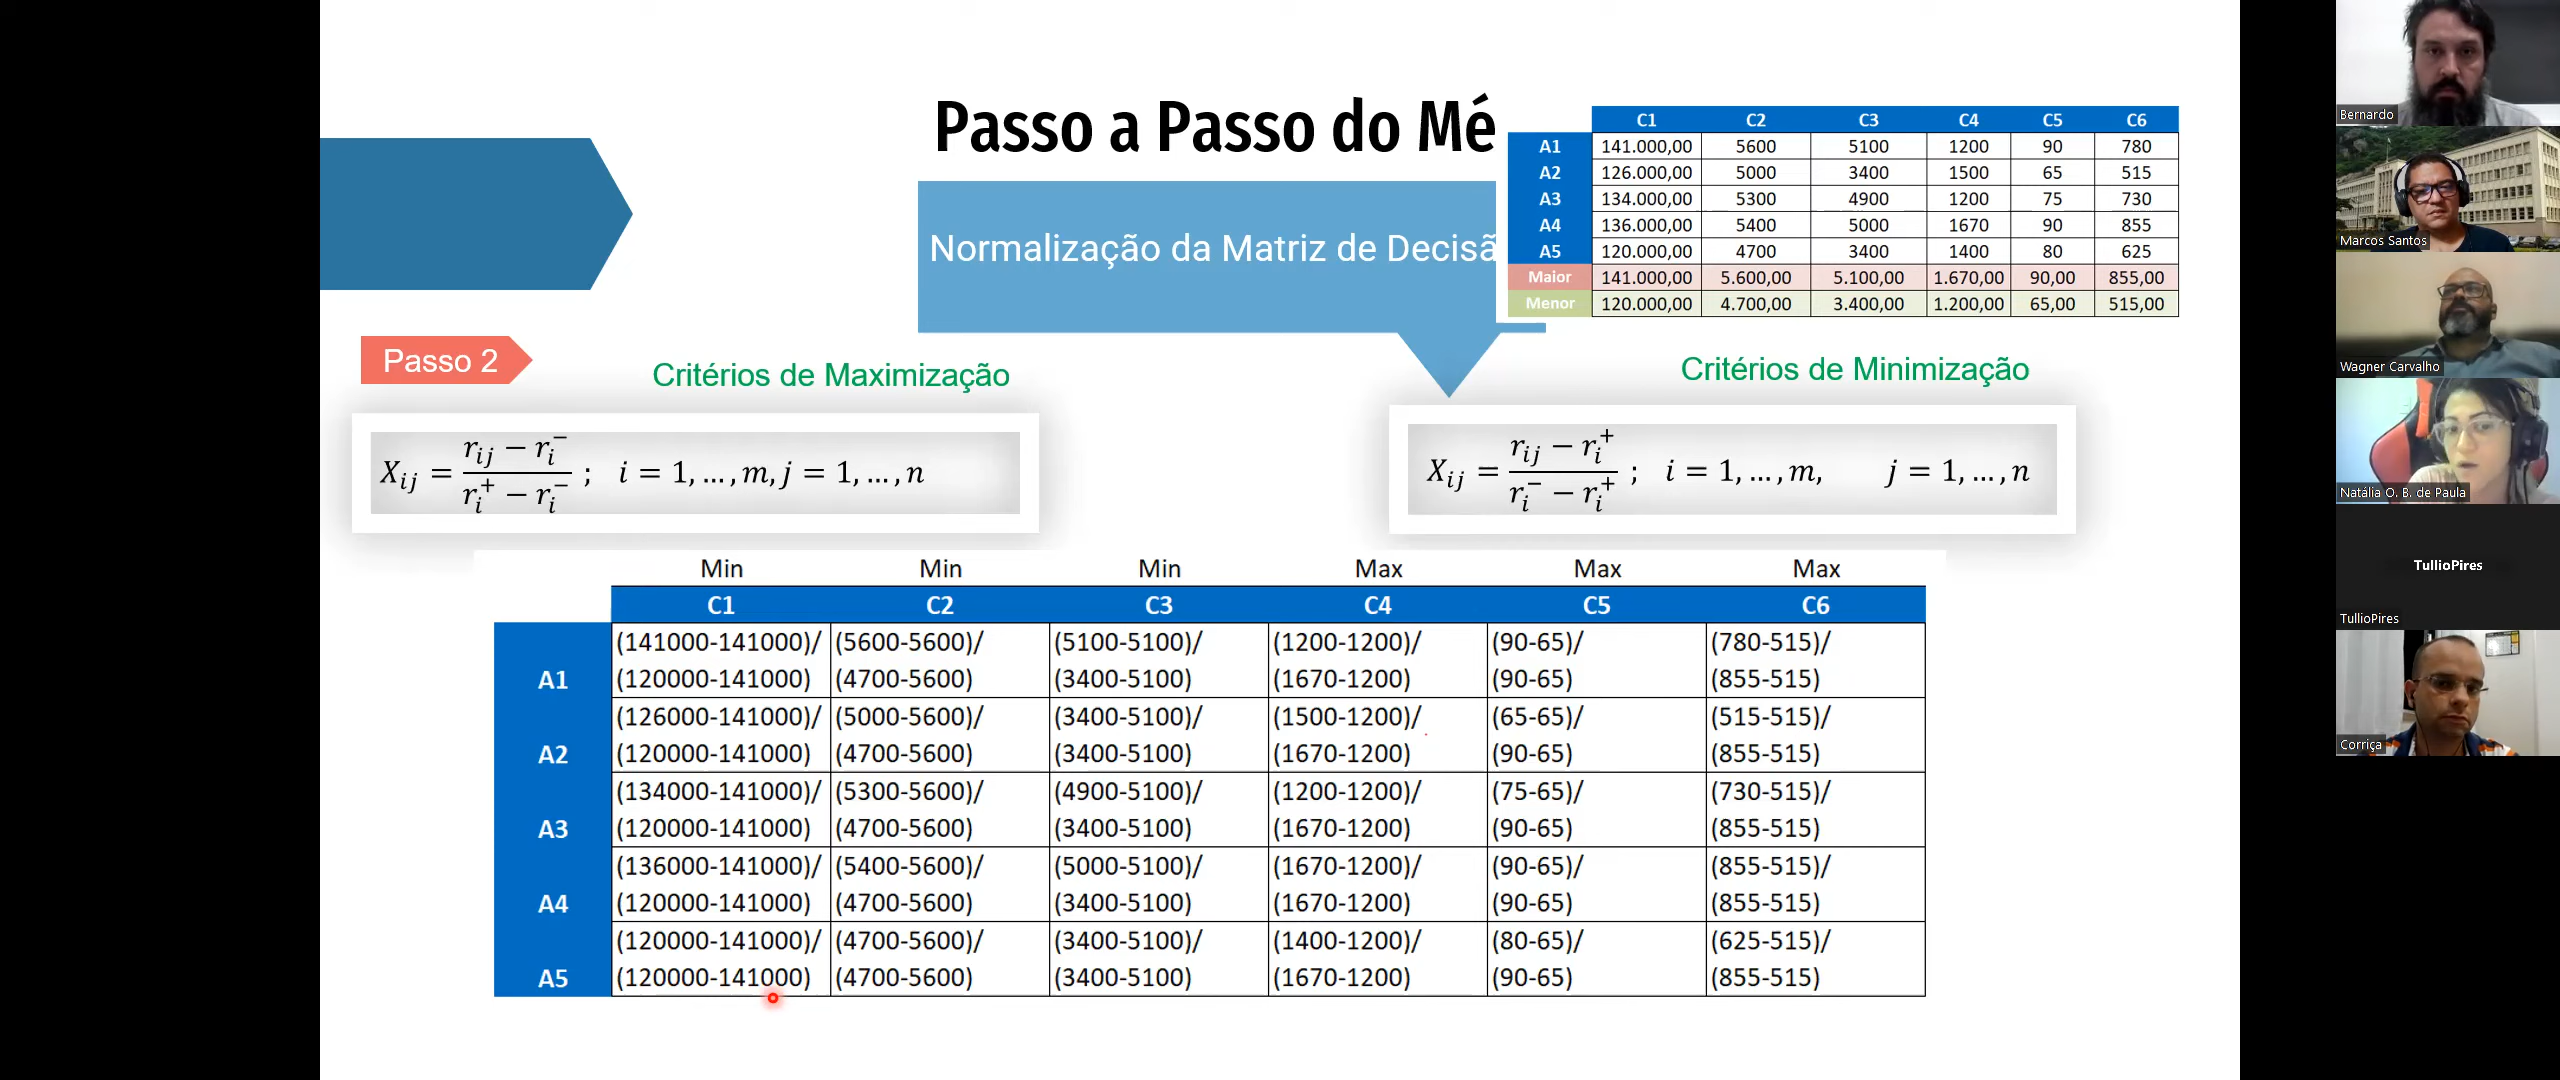 Passo a Passo do Mé
Normalização da Matriz de Decisã
C1 C2 C3 C4 C5 C6
A1 141.000,00 5600 5100 1200 90 780
A2 126.000,00 5000 3400 1500 65 515
A3 134.000,00 5300 4900 1200 75 730
A4 136.000,00 5400 5000 1670 90 855
A5 120.000,00 4700 3400 1400 80 625
Maior 141.000,00 5.600,00 5.100,00 1.670,00 90,00 855,00
Menor 120.000,00 4.700,00 3.400,00 1.200,00 65,00 515,00
Passo 2
Critérios de Maximização
X_{ij} = \frac{r_{ij} - r_i^-}{r_i^+ - r_i^-} ; i = 1, …, m, j = 1, …, n
Critérios de Minimização
X_{ij} = \frac{r_{ij} - r_i^+}{r_i^- - r_i^+} ; i = 1, …, m, j = 1, …, n
Min Min Min Max Max Max
C1 C2 C3 C4 C5 C6
(141000-141000)/ (5600-5600)/ (5100-5100)/ (1200-1200)/ (90-65)/ (780-515)/
A1 (120000-141000) (4700-5600) (3400-5100) (1670-1200) (90-65) (855-515)
(126000-141000)/ (5000-5600)/ (3400-5100)/ (1500-1200)/ (65-65)/ (515-515)/
A2 (120000-141000) (4700-5600) (3400-5100) (1670-1200) (90-65) (855-515)
(134000-141000)/ (5300-5600)/ (4900-5100)/ (1200-1200)/ (75-65)/ (730-515)/
A3 (120000-141000) (4700-5600) (3400-5100) (1670-1200) (90-65) (855-515)
(136000-141000)/ (5400-5600)/ (5000-5100)/ (1670-1200)/ (90-65)/ (855-515)/
A4 (120000-141000) (4700-5600) (3400-5100) (1670-1200) (90-65) (855-515)
(120000-141000)/ (4700-5600)/ (3400-5100)/ (1400-1200)/ (80-65)/ (625-515)/
A5 (120000-141000) (4700-5600) (3400-5100) (1670-1200) (90-65) (855-515)
Bernardo
Marcos Santos
Wagner Carvalho
Natália O. B. de Paula
TullioPires
TullioPires
Corriça